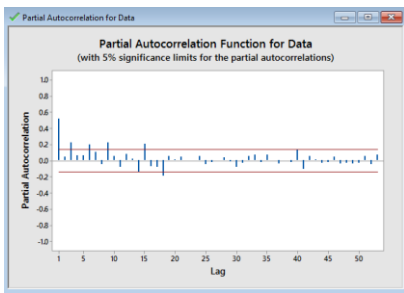 Partial Autocorrelation for Data
Partial Autocorrelation Function for Data
(with 5% significance limits for the partial autocorrelations)
1.0
0.8
0.6
0.4
0.2
0.0
-0.2
-0.4
-0.6
-0.8
-1.0
Partial Autocorrelation
1 5 10 15 20 25 30 35 40 45 50
Lag